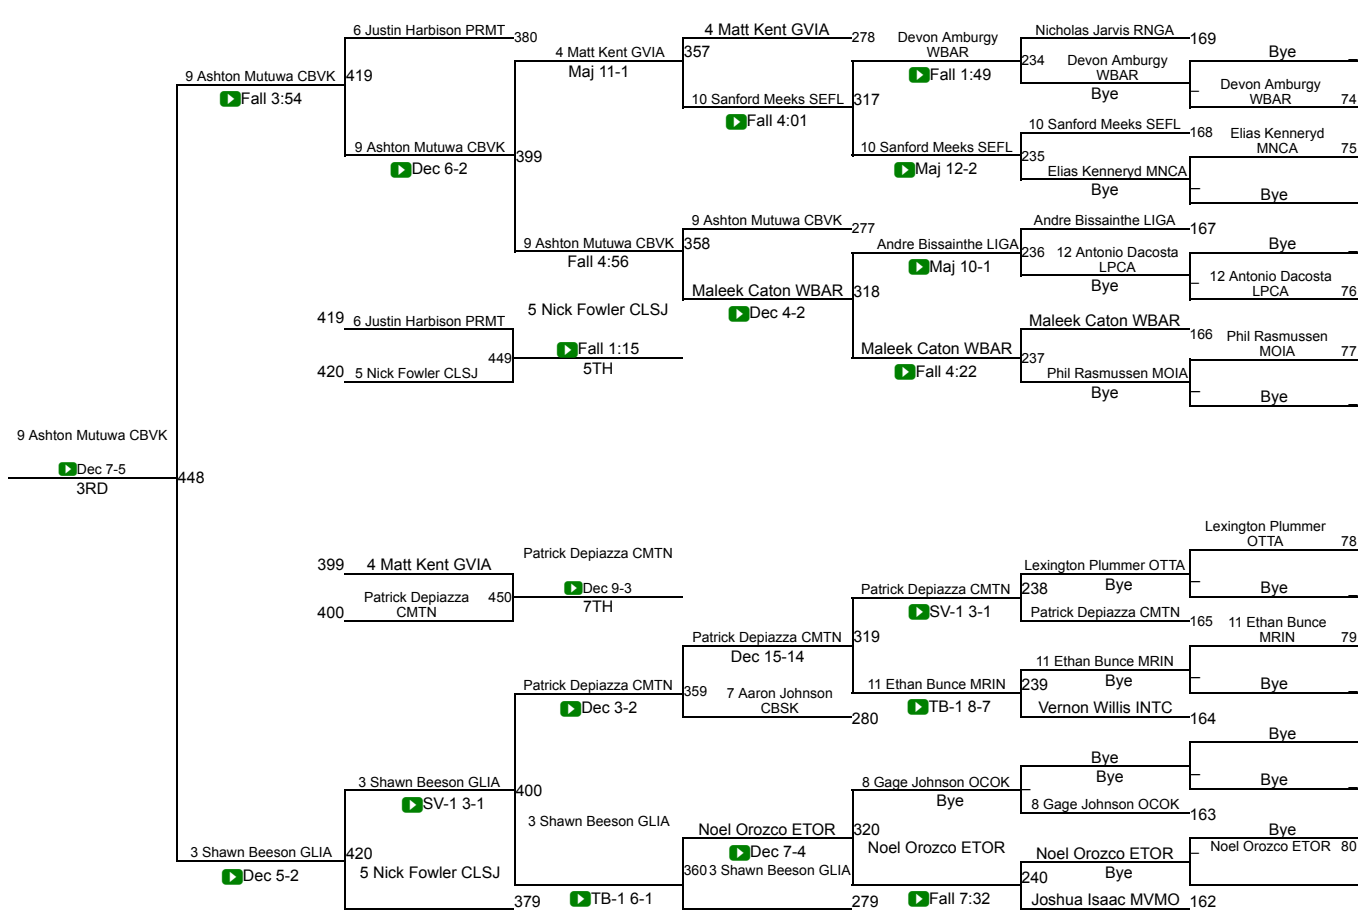 6 Justin Harbison PRMT
380
4 Matt Kent GVIA
278
Nicholas Jarvis RNGA
169
Devon Amburgy
WBAR
Bye
4 Matt Kent GVIA
357
Maj 11-1
234
Devon Amburgy
WBAR
Fall 1:49
9 Ashton Mutuwa CBVK
419
Fall 3:54
Bye
Devon Amburgy
WBAR
74
10 Sanford Meeks SEFL
317
Fall 4:01
10 Sanford Meeks SEFL
168
Elias Kenneryd
MNCA
75
9 Ashton Mutuwa CBVK
399
Dec 6-2
10 Sanford Meeks SEFL
235
Maj 12-2
Elias Kenneryd MNCA
Bye
Bye
9 Ashton Mutuwa CBVK
277
Andre Bissainthe LIGA
167
Bye
9 Ashton Mutuwa CBVK
358
Fall 4:56
Andre Bissainthe LIGA
236
Maj 10-1
12 Antonio Dacosta
LPCA
Bye
12 Antonio Dacosta
LPCA
76
Maleek Caton WBAR
318
Dec 4-2
5 Nick Fowler CLSJ
419
6 Justin Harbison PRMT
Maleek Caton WBAR
166
Phil Rasmussen
MOIA
77
449
Fall 1:15
5TH
Maleek Caton WBAR
237
Fall 4:22
420
5 Nick Fowler CLSJ
Phil Rasmussen MOIA
Bye
Bye
9 Ashton Mutuwa CBVK
Dec 7-5
3RD
448
Lexington Plummer
OTTA
78
399
4 Matt Kent GVIA
Patrick Depiazza CMTN
Lexington Plummer OTTA
Bye
Bye
Patrick Depiazza
CMTN
450
Dec 9-3
7TH
400
Patrick Depiazza CMTN
238
SV-1 3-1
Patrick Depiazza CMTN
165
11 Ethan Bunce
MRIN
79
Patrick Depiazza CMTN
319
Dec 15-14
11 Ethan Bunce MRIN
Bye
Bye
Patrick Depiazza CMTN
359
Dec 3-2
7 Aaron Johnson
CBSK
280
11 Ethan Bunce MRIN
239
TB-1 8-7
Vernon Willis INTC
164
Bye
Bye
Bye
Bye
3 Shawn Beeson GLIA
400
SV-1 3-1
8 Gage Johnson OCOK
Bye
8 Gage Johnson OCOK
163
3 Shawn Beeson GLIA
Noel Orozco ETOR
320
Dec 7-4
Noel Orozco ETOR
Bye
Noel Orozco ETOR
80
3 Shawn Beeson GLIA
420
Dec 5-2
5 Nick Fowler CLSJ
360
3 Shawn Beeson GLIA
Noel Orozco ETOR
Bye
240
379
TB-1 6-1
279
Fall 7:32
Joshua Isaac MVMO
162